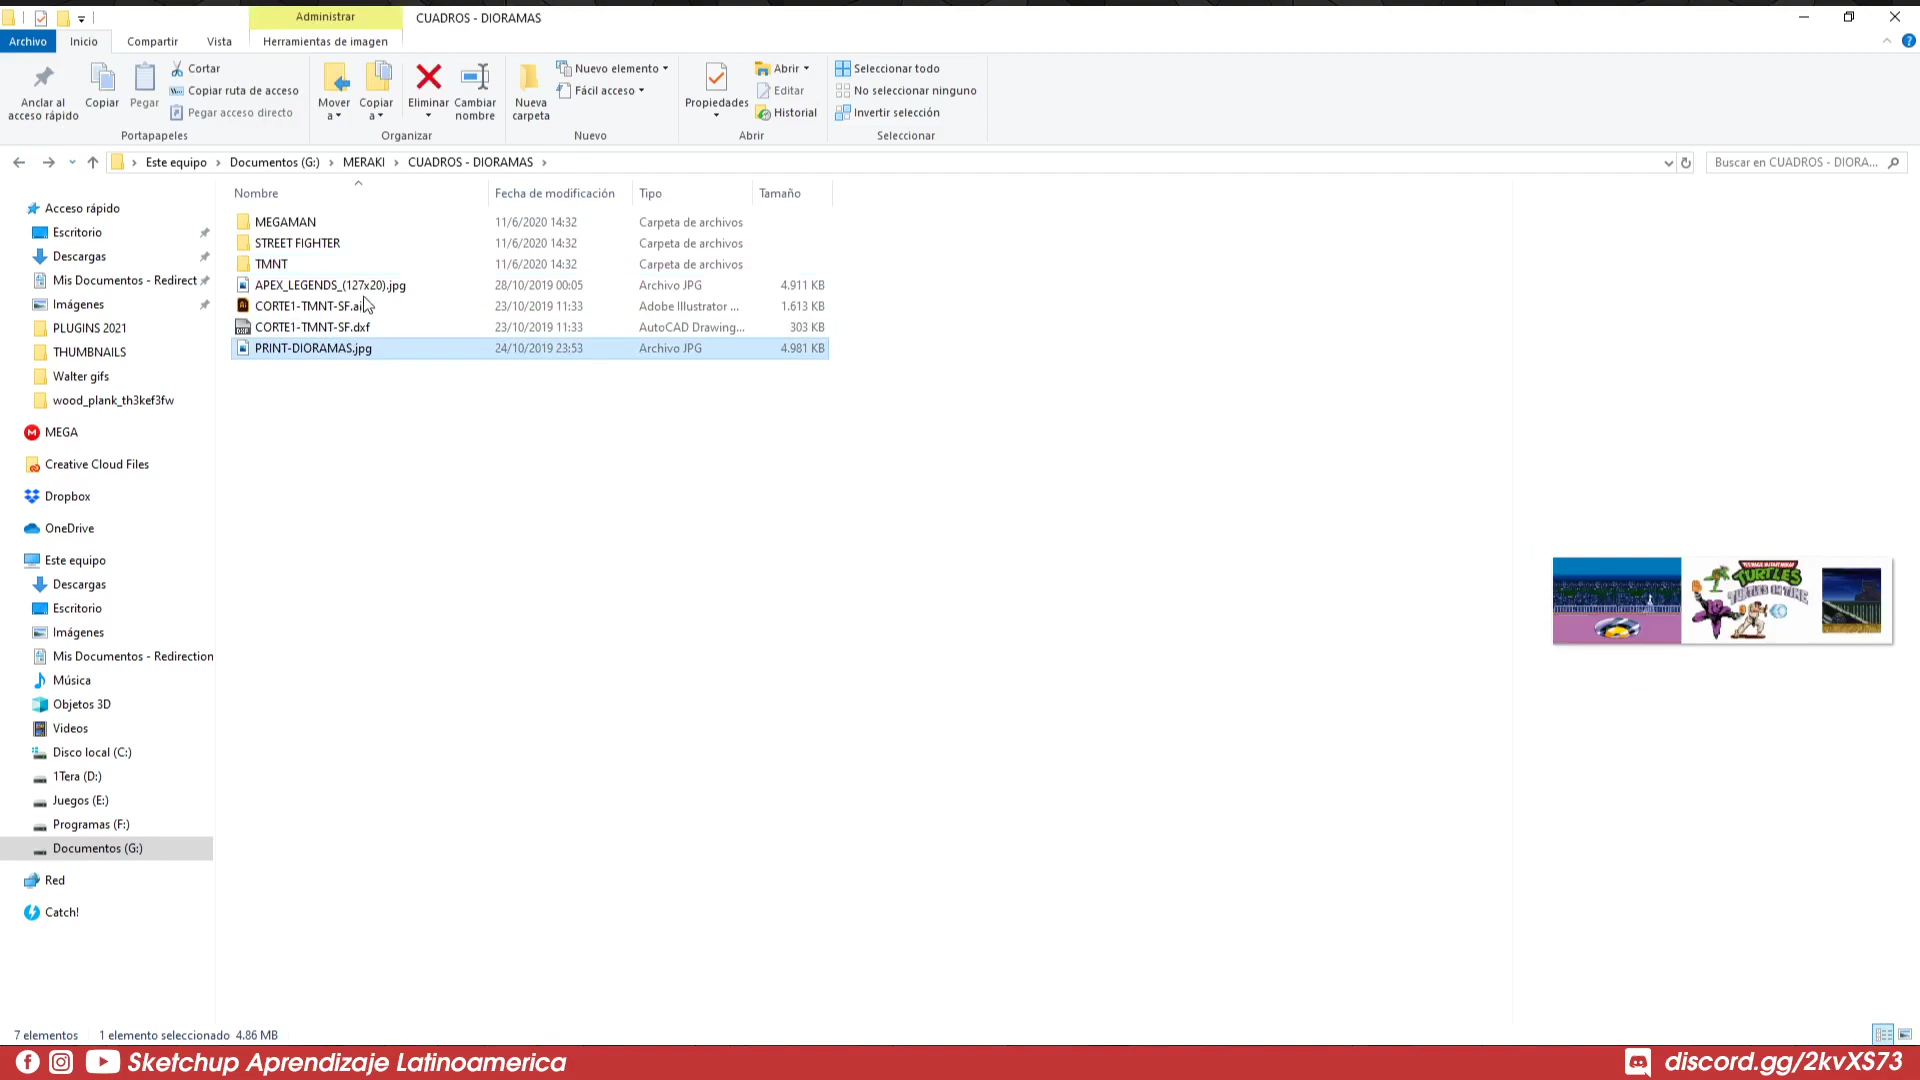 Administrar
CUADROS - DIORAMAS
Archivo
Inicio
Compartir
Vista
Herramientas de imagen
Anclar al
acceso rápido
Copiar
Pegar
Cortar
Copiar ruta de acceso
Pegar acceso directo
Portapapeles
Mover
a
Copiar
a
Eliminar
Cambiar
nombre
Organizar
Nueva
carpeta
Nuevo elemento
Fácil acceso
Nuevo
Propiedades
Abrir
Editar
Historial
Abrir
Seleccionar todo
No seleccionar ninguno
Invertir selección
Seleccionar
Este equipo > Documentos (G:) > MERAKI > CUADROS - DIORAMAS >
Buscar en CUADROS - DIORA...
Nombre
Fecha de modificación
Tipo
Tamaño
MEGAMAN 11/6/2020 14:32 Carpeta de archivos
STREET FIGHTER 11/6/2020 14:32 Carpeta de archivos
TMNT 11/6/2020 14:32 Carpeta de archivos
APEX_LEGENDS_(127x20).jpg 28/10/2019 00:05 Archivo JPG 4.911 KB
CORTE1-TMNT-SF.ai 23/10/2019 11:33 Adobe Illustrator ... 1.613 KB
CORTE1-TMNT-SF.dxf 23/10/2019 11:33 AutoCAD Drawing... 303 KB
PRINT-DIORAMAS.jpg 24/10/2019 23:53 Archivo JPG 4.981 KB
Acceso rápido
Escritorio
Descargas
Mis Documentos - Redirect
Imágenes
PLUGINS 2021
THUMBNAILS
Walter gifs
wood_plank_th3kef3fw
MEGA
Creative Cloud Files
Dropbox
OneDrive
Este equipo
Descargas
Escritorio
Imágenes
Mis Documentos - Redirection
Música
Objetos 3D
Videos
Disco local (C:)
1Tera (D:)
Juegos (E:)
Programas (F:)
Documentos (G:)
Red
Catch!
TEENAGE MUTANT NINJA
TURTLES
TURTLES IN TIME
7 elementos
1 elemento seleccionado 4.86 MB
Sketchup Aprendizaje Latinoamerica
discord.gg/2kvXS73